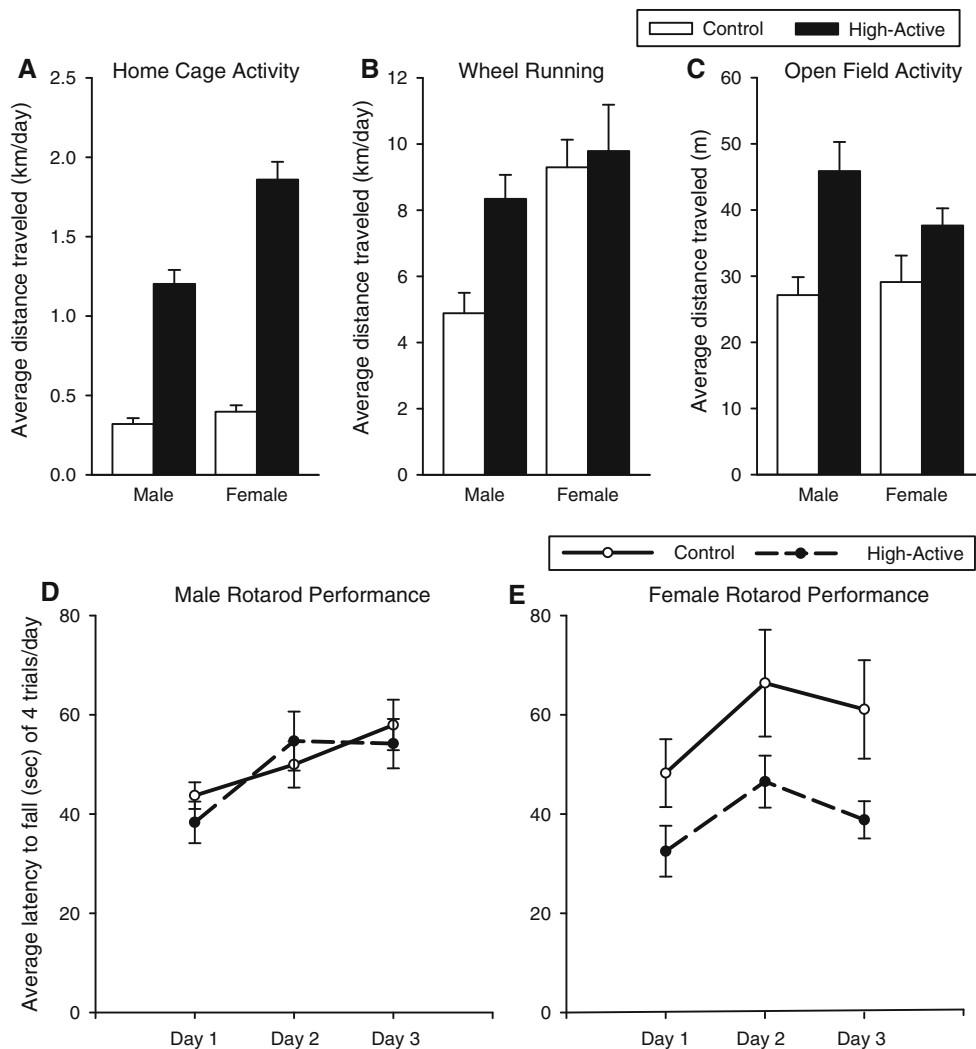 Control High-Active
A Home Cage Activity
Average distance traveled (km/day)
2.5
2.0
1.5
1.0
0.5
0.0
Male Female
B Wheel Running
Average distance traveled (km/day)
12
10
8
6
4
2
0
Male Female
C Open Field Activity
Average distance traveled (m)
60
50
40
30
20
10
0
Male Female
Control High-Active
D Male Rotarod Performance
Average latency to fall (sec) of 4 trials/day
80
60
40
20
0
Day 1 Day 2 Day 3
E Female Rotarod Performance
80
60
40
20
0
Day 1 Day 2 Day 3